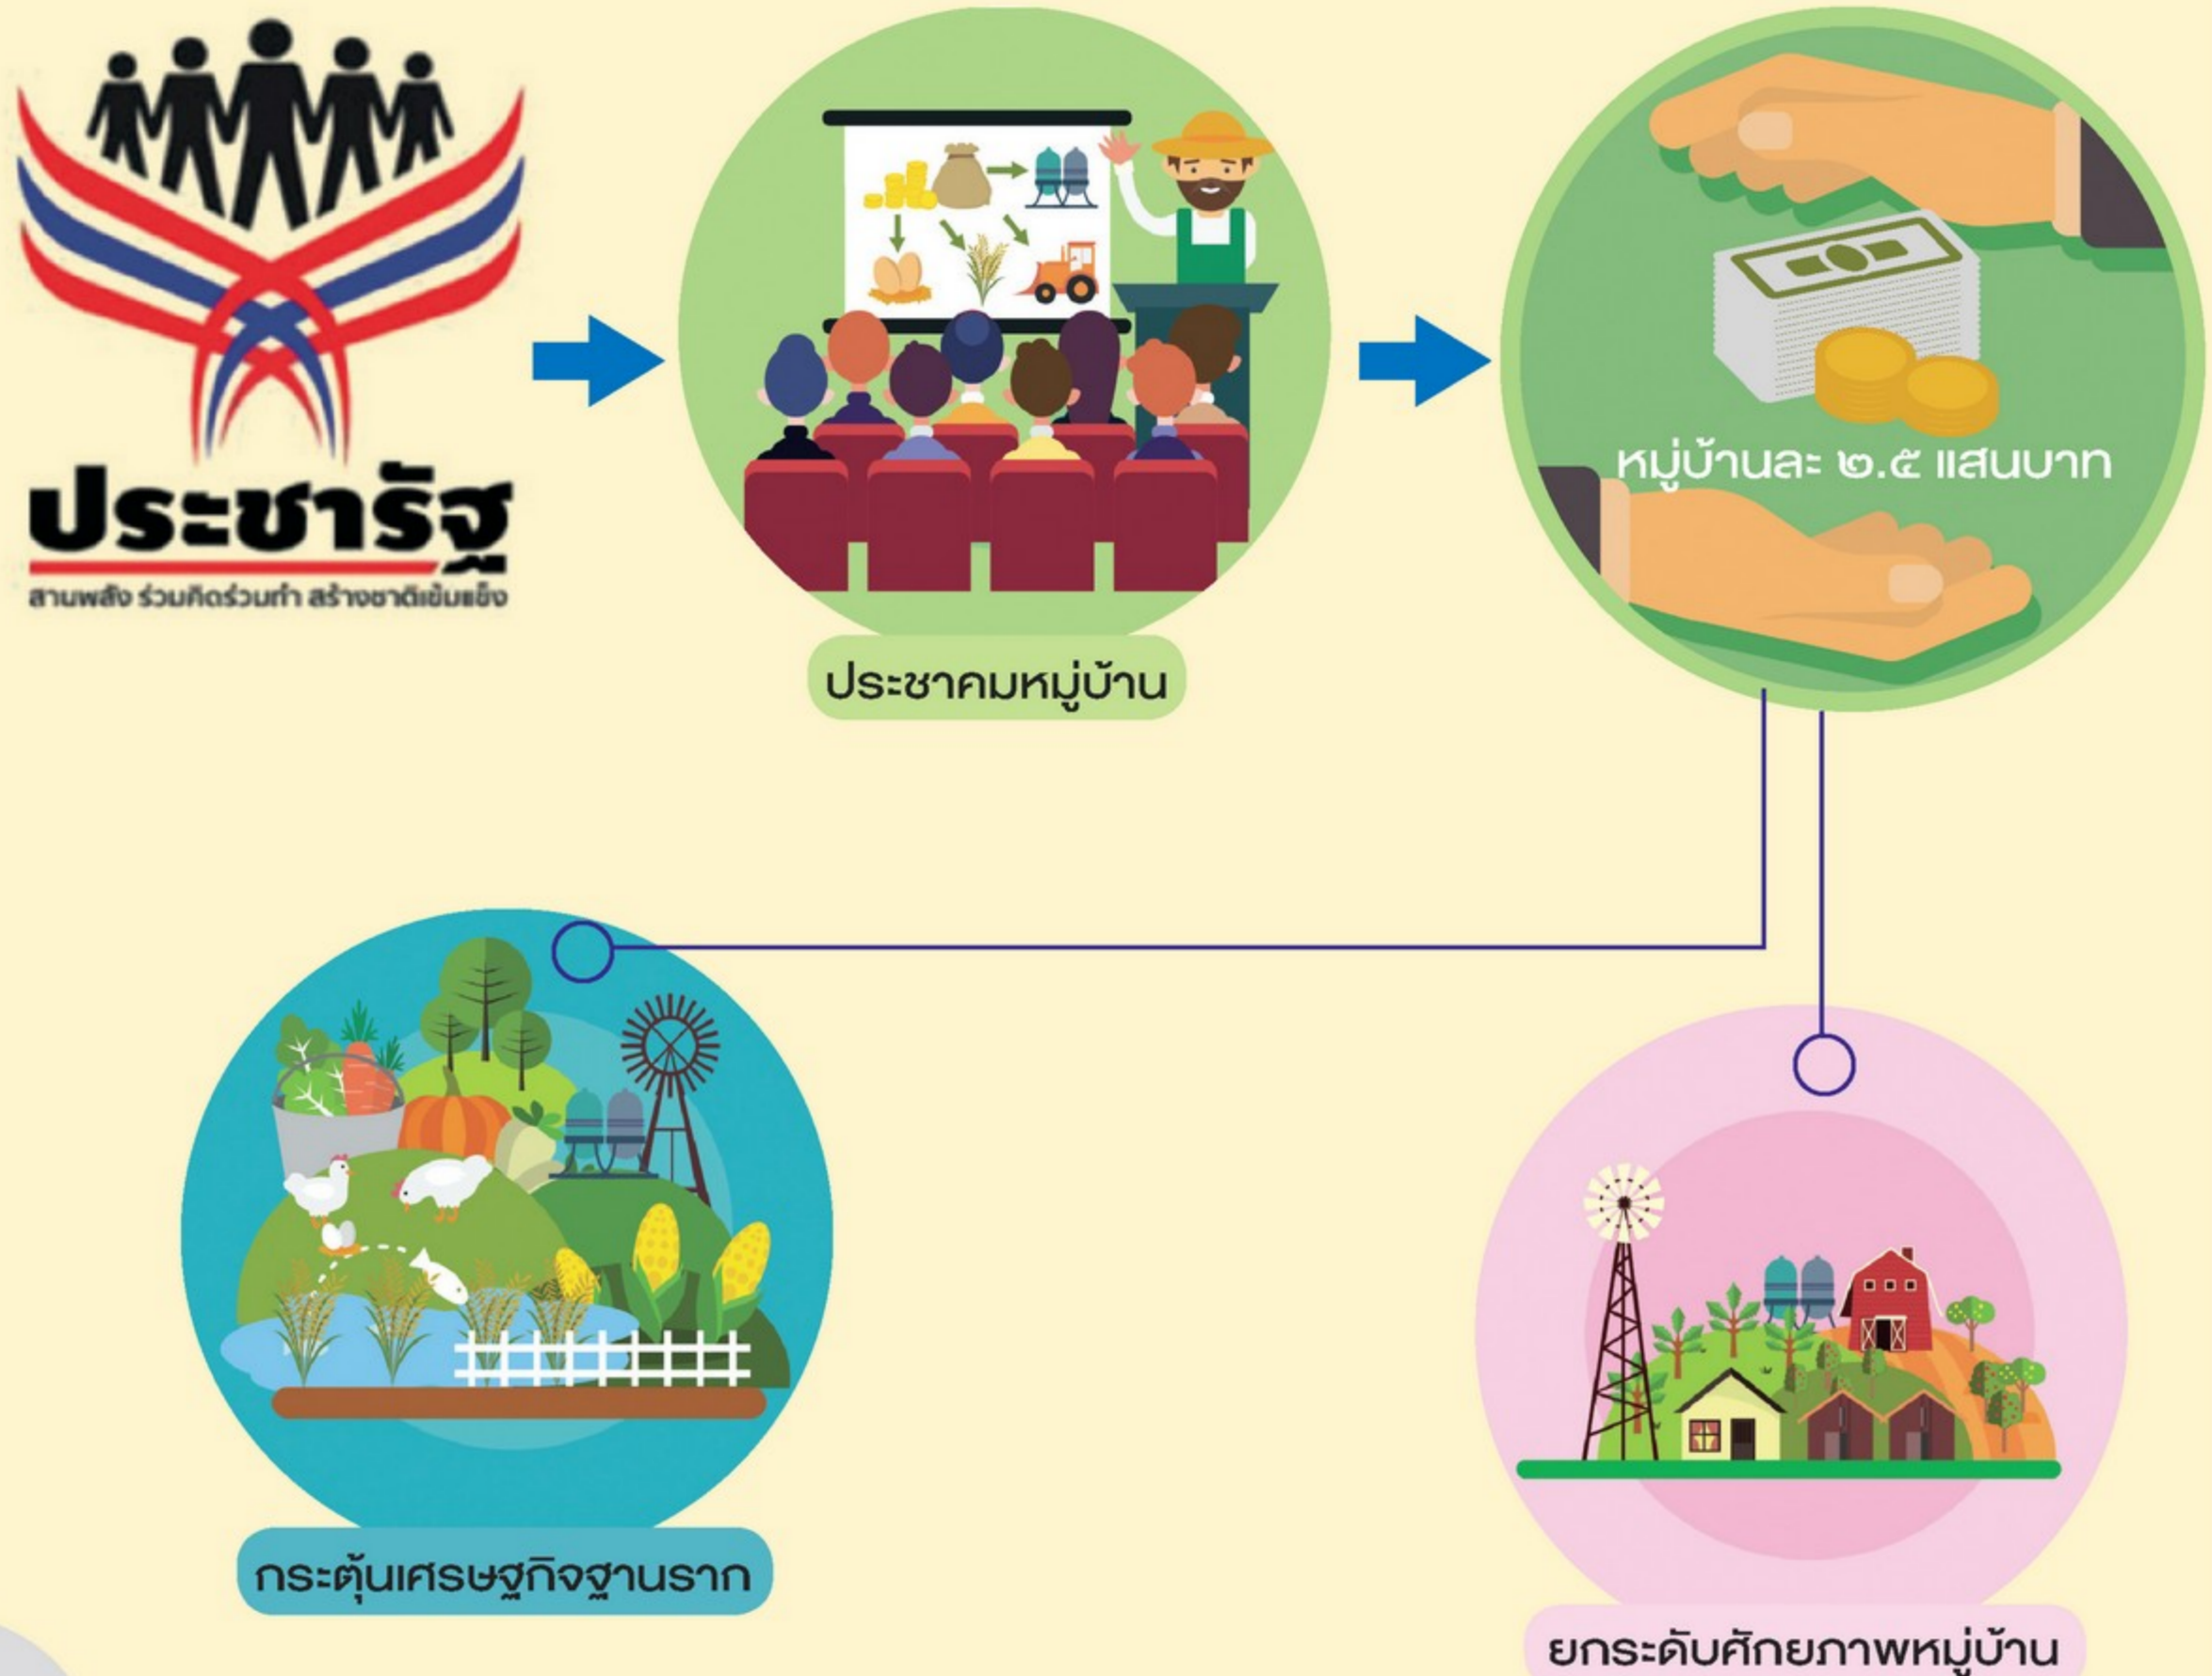 ประชารัฐ
สานพลัง ร่วมคิดร่วมทำ สร้างชาติเข้มแข็ง
ประชาคมหมู่บ้าน
หมู่บ้านละ ๒.๕ แสนบาท
กระตุ้นเศรษฐกิจฐานราก
ยกระดับศักยภาพหมู่บ้าน